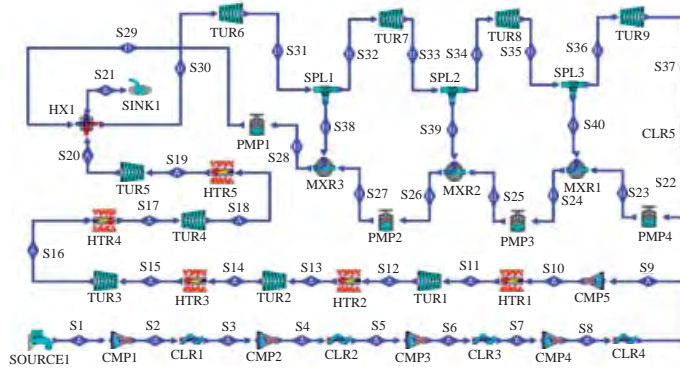 S29
TUR6
S31
S32
TUR7
S33
S34
TUR8
S35
S36
TUR9
S37
S30
S21
SINK1
HX1
SPL1
SPL2
SPL3
S20
S19
TUR5
HTR5
PMP1
S28
S38
MXR3
S39
MXR2
S40
MXR1
CLR5
S22
S27
S26
S25
S24
S23
PMP2
PMP3
PMP4
S17
S18
HTR4
TUR4
S16
S15
S14
S13
S12
S11
S10
S9
TUR3
HTR3
TUR2
HTR2
TUR1
HTR1
CMP5
S1
S2
S3
S4
S5
S6
S7
S8
SOURCE1
CMP1
CLR1
CMP2
CLR2
CMP3
CLR3
CMP4
CLR4